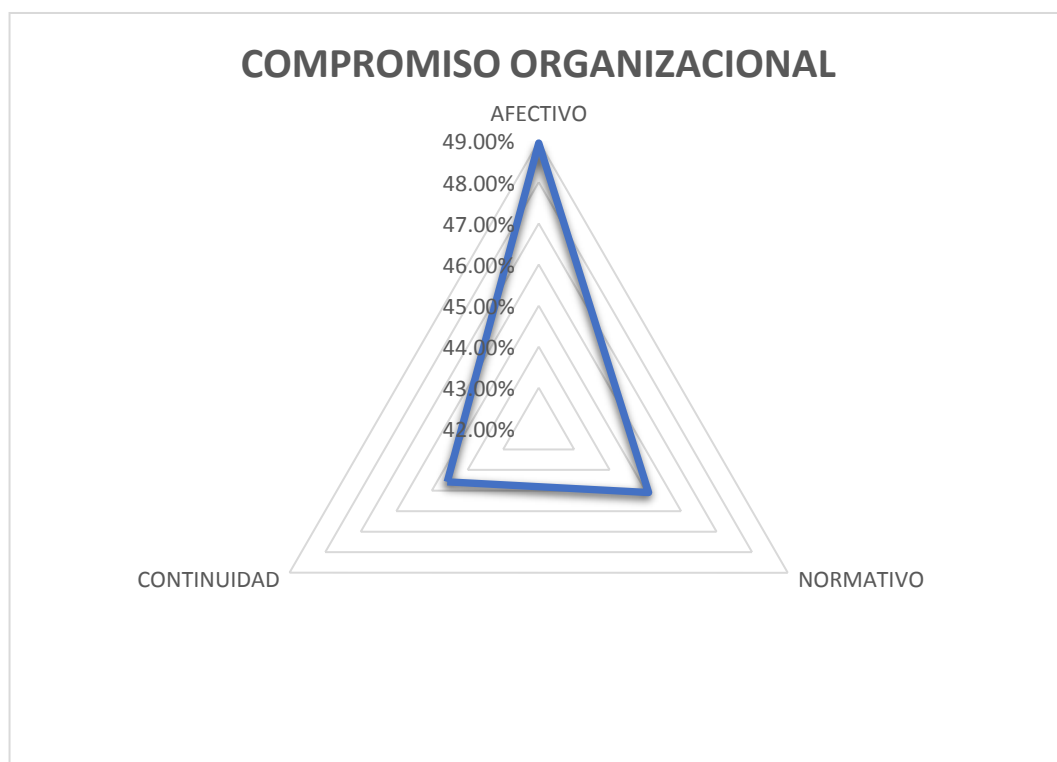 COMPROMISO ORGANIZACIONAL
AFECTIVO
49.00%
48.00%
47.00%
46.00%
45.00%
44.00%
43.00%
42.00%
CONTINUIDAD
NORMATIVO